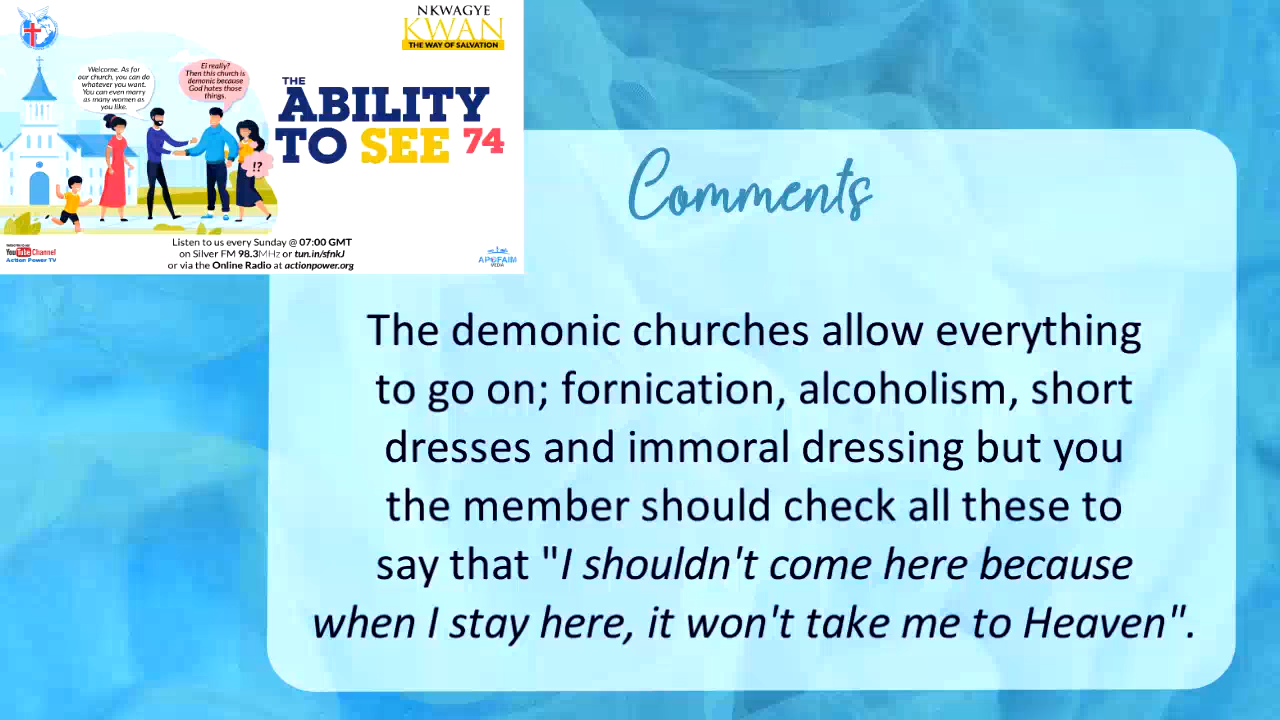 NKWAGYE
KWAN
THE WAY OF SALVATION
Welcome. As for
our church, you can do
whatever you want.
You can even marry
as many women as
you like.
Ei really?
Then this church is
demonic because
God hates those
things.
!?
THE
ABILITY
TO SEE 74
Listen to us every Sunday @ 07:00 GMT
on Silver FM 98.3MHz or tun.in/sfnkJ
or via the Online Radio at actionpower.org
YouTube Channel
Action Power TV
APOFAIM
MEDIA
Comments
The demonic churches allow everything
to go on; fornication, alcoholism, short
dresses and immoral dressing but you
the member should check all these to
say that "I shouldn't come here because
when I stay here, it won't take me to Heaven".